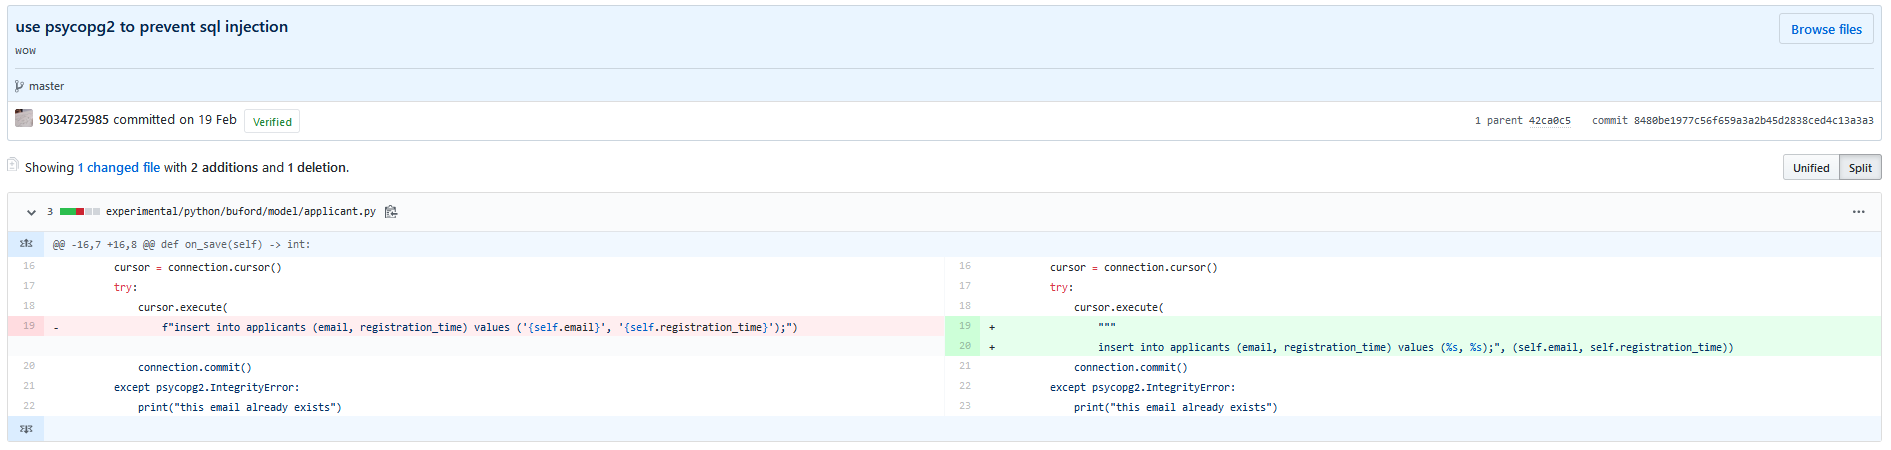 use psycopg2 to prevent sql injection
Browse files
wow
master
9034725985 committed on 19 Feb Verified
1 parent 42ca0c5 commit 8480be1977c56f659a3a2b45d2838ced4c13a3a3
Showing 1 changed file with 2 additions and 1 deletion.
Unified Split
3 experimental/python/buford/model/applicant.py
@@ -16,7 +16,8 @@ def on_save(self) -> int:
16 cursor = connection.cursor()
17 try:
18 cursor.execute(
19 - f"insert into applicants (email, registration_time) values ('{self.email}', '{self.registration_time}');")
20 connection.commit()
21 except psycopg2.IntegrityError:
22 print("this email already exists")
16 cursor = connection.cursor()
17 try:
18 cursor.execute(
19 + """
20 + insert into applicants (email, registration_time) values (%s, %s);", (self.email, self.registration_time))
21 connection.commit()
22 except psycopg2.IntegrityError:
23 print("this email already exists")